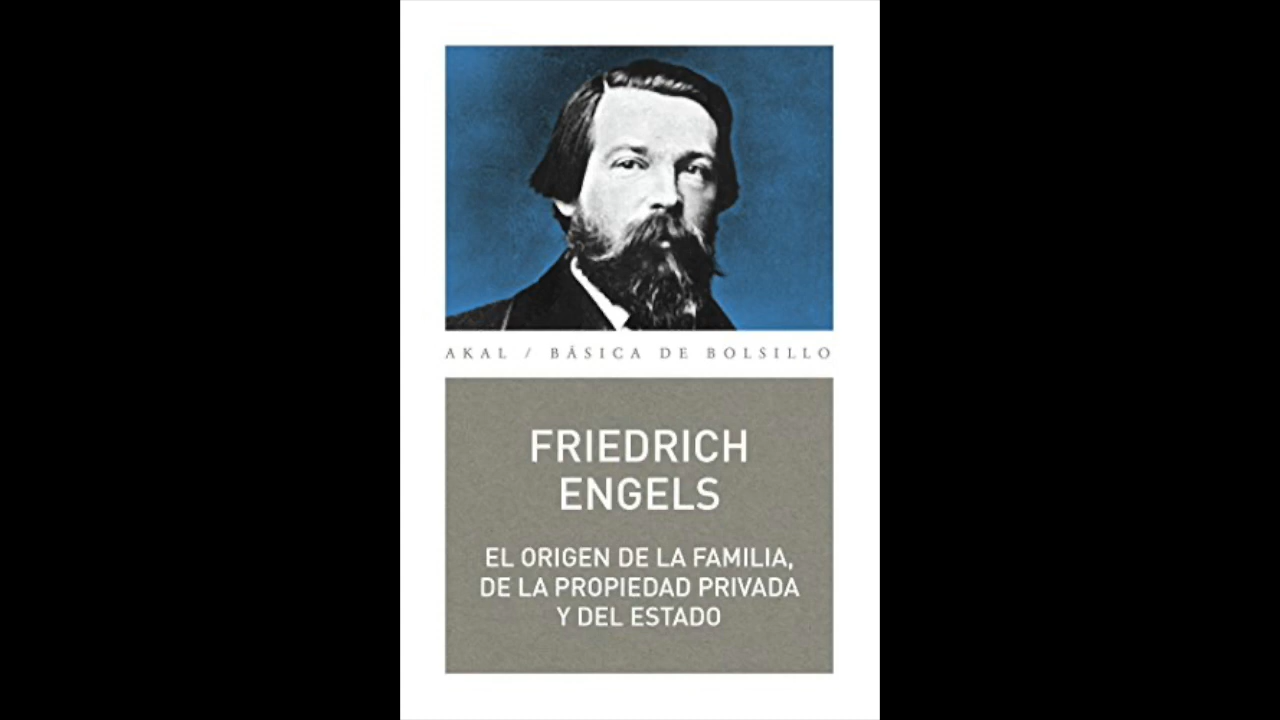 AKAL / BÁSICA DE BOLSILLO
FRIEDRICH
ENGELS
EL ORIGEN DE LA FAMILIA,
DE LA PROPIEDAD PRIVADA
Y DEL ESTADO